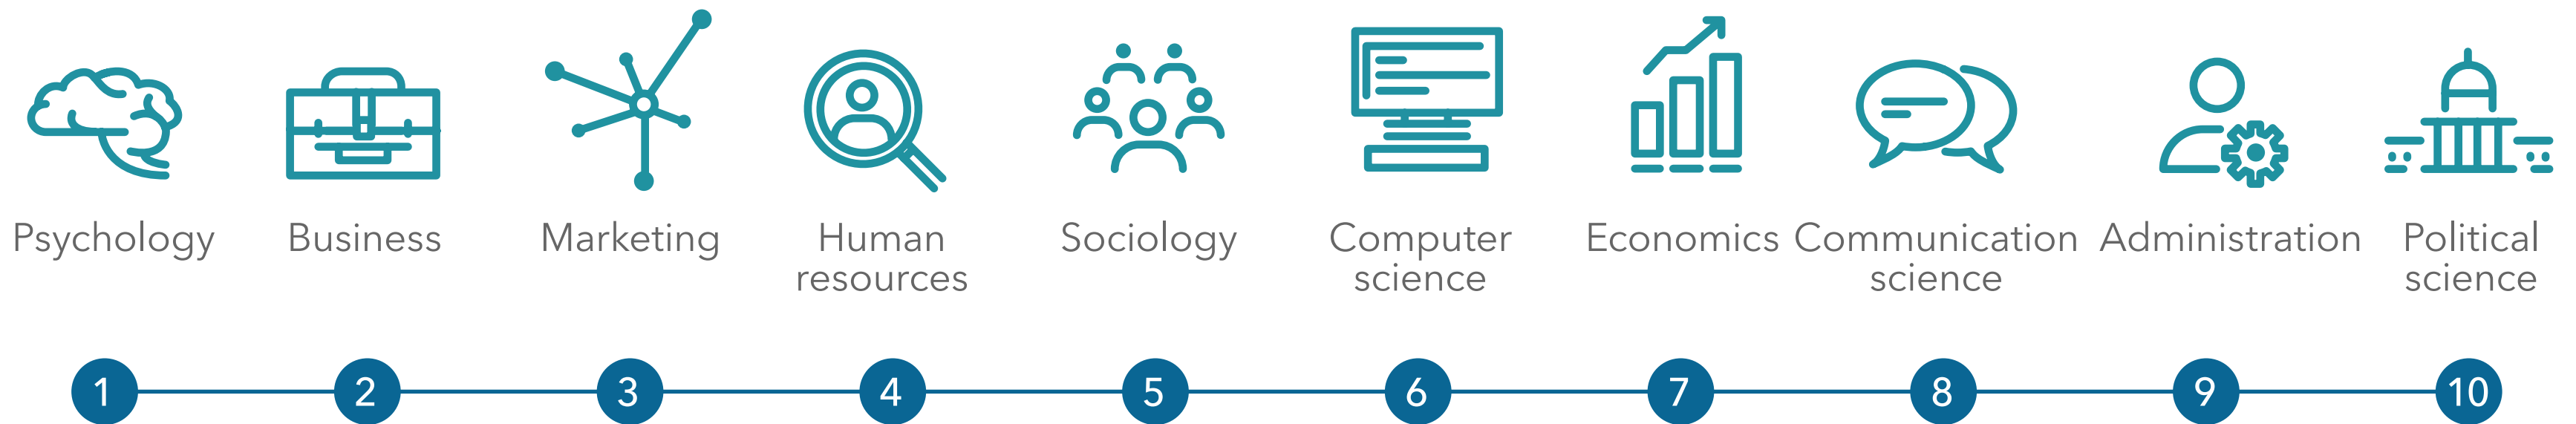 Psychology
Business
Marketing
Human
resources
Sociology
Computer
science
Economics
Communication
science
Administration
Political
science
1
2
3
4
5
6
7
8
9
10